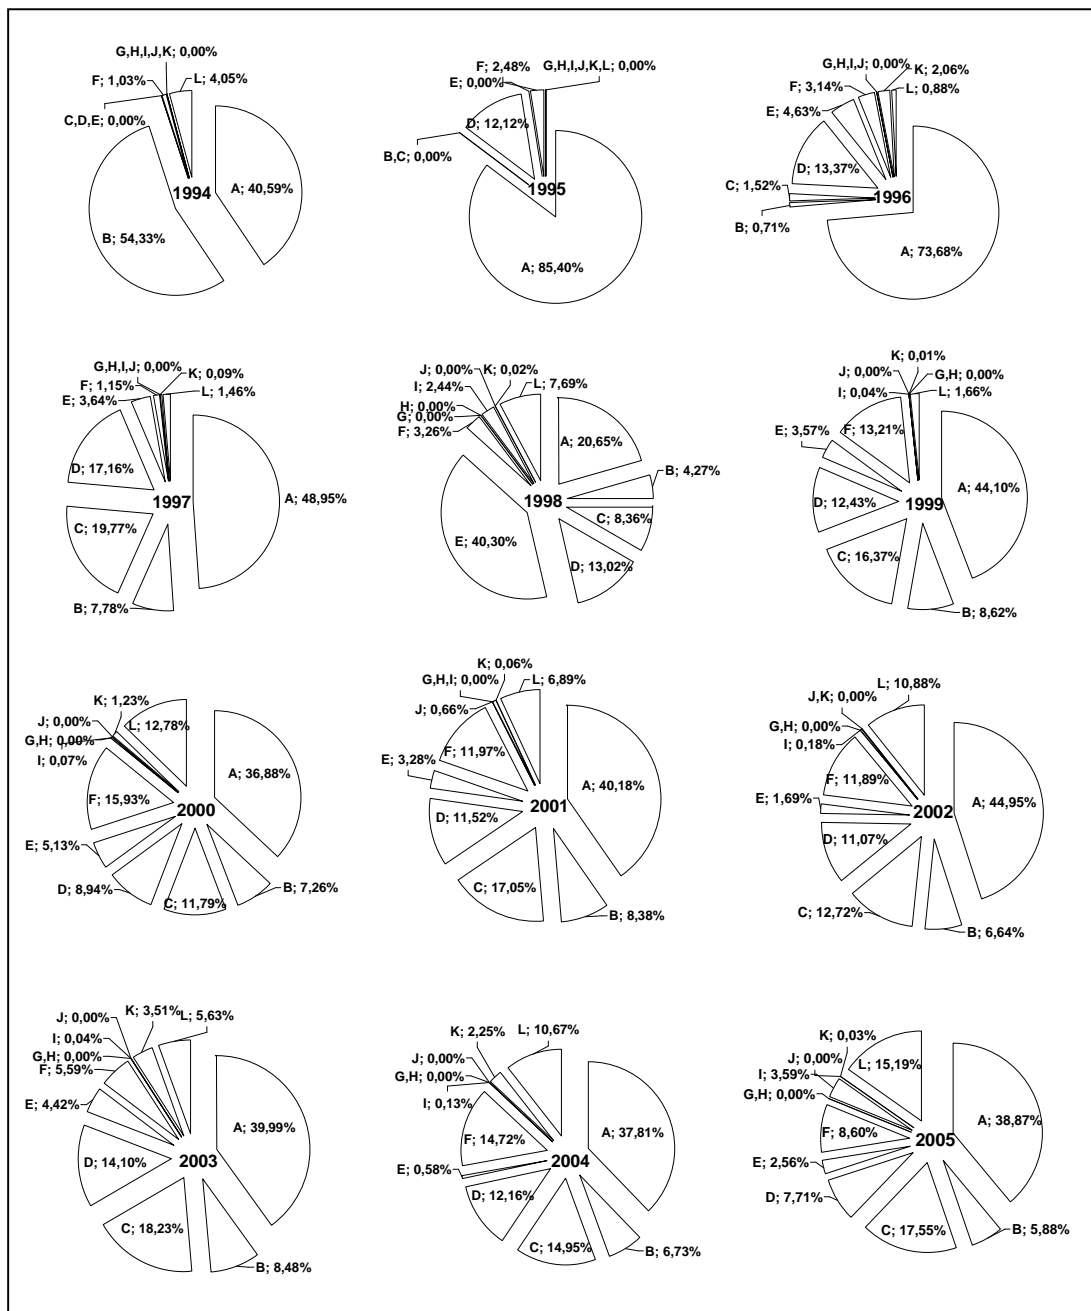 G,H,I,J,K; 0,00%
F; 1,03%
L; 4,05%
C,D,E; 0,00%
1994
A; 40,59%
B; 54,33%
F; 2,48%
G,H,I,J,K,L; 0,00%
E; 0,00%
D; 12,12%
B,C; 0,00%
1995
A; 85,40%
G,H,I,J; 0,00%
K; 2,06%
F; 3,14%
L; 0,88%
E; 4,63%
D; 13,37%
C; 1,52%
1996
B; 0,71%
A; 73,68%
G,H,I,J; 0,00%
K; 0,09%
F; 1,15%
L; 1,46%
E; 3,64%
D; 17,16%
1997
A; 48,95%
C; 19,77%
B; 7,78%
J; 0,00%
K; 0,02%
I; 2,44%
L; 7,69%
H; 0,00%
G; 0,00%
F; 3,26%
A; 20,65%
B; 4,27%
1998
C; 8,36%
E; 40,30%
D; 13,02%
K; 0,01%
J; 0,00%
G,H; 0,00%
I; 0,04%
L; 1,66%
E; 3,57%
F; 13,21%
D; 12,43%
A; 44,10%
1999
C; 16,37%
B; 8,62%
K; 1,23%
J; 0,00%
L; 12,78%
G,H; 0,00%
I; 0,07%
A; 36,88%
F; 15,93%
2000
E; 5,13%
D; 8,94%
B; 7,26%
C; 11,79%
K; 0,06%
G,H,I; 0,00%
L; 6,89%
J; 0,66%
F; 11,97%
E; 3,28%
A; 40,18%
2001
D; 11,52%
C; 17,05%
B; 8,38%
L; 10,88%
J,K; 0,00%
G,H; 0,00%
I; 0,18%
F; 11,89%
E; 1,69%
A; 44,95%
2002
D; 11,07%
C; 12,72%
B; 6,64%
K; 3,51%
J; 0,00%
L; 5,63%
I; 0,04%
G,H; 0,00%
F; 5,59%
E; 4,42%
A; 39,99%
D; 14,10%
2003
C; 18,23%
B; 8,48%
K; 2,25%
L; 10,67%
J; 0,00%
G,H; 0,00%
I; 0,13%
F; 14,72%
A; 37,81%
E; 0,58%
2004
D; 12,16%
C; 14,95%
B; 6,73%
K; 0,03%
J; 0,00%
L; 15,19%
I; 3,59%
G,H; 0,00%
A; 38,87%
F; 8,60%
2005
E; 2,56%
D; 7,71%
C; 17,55%
B; 5,88%